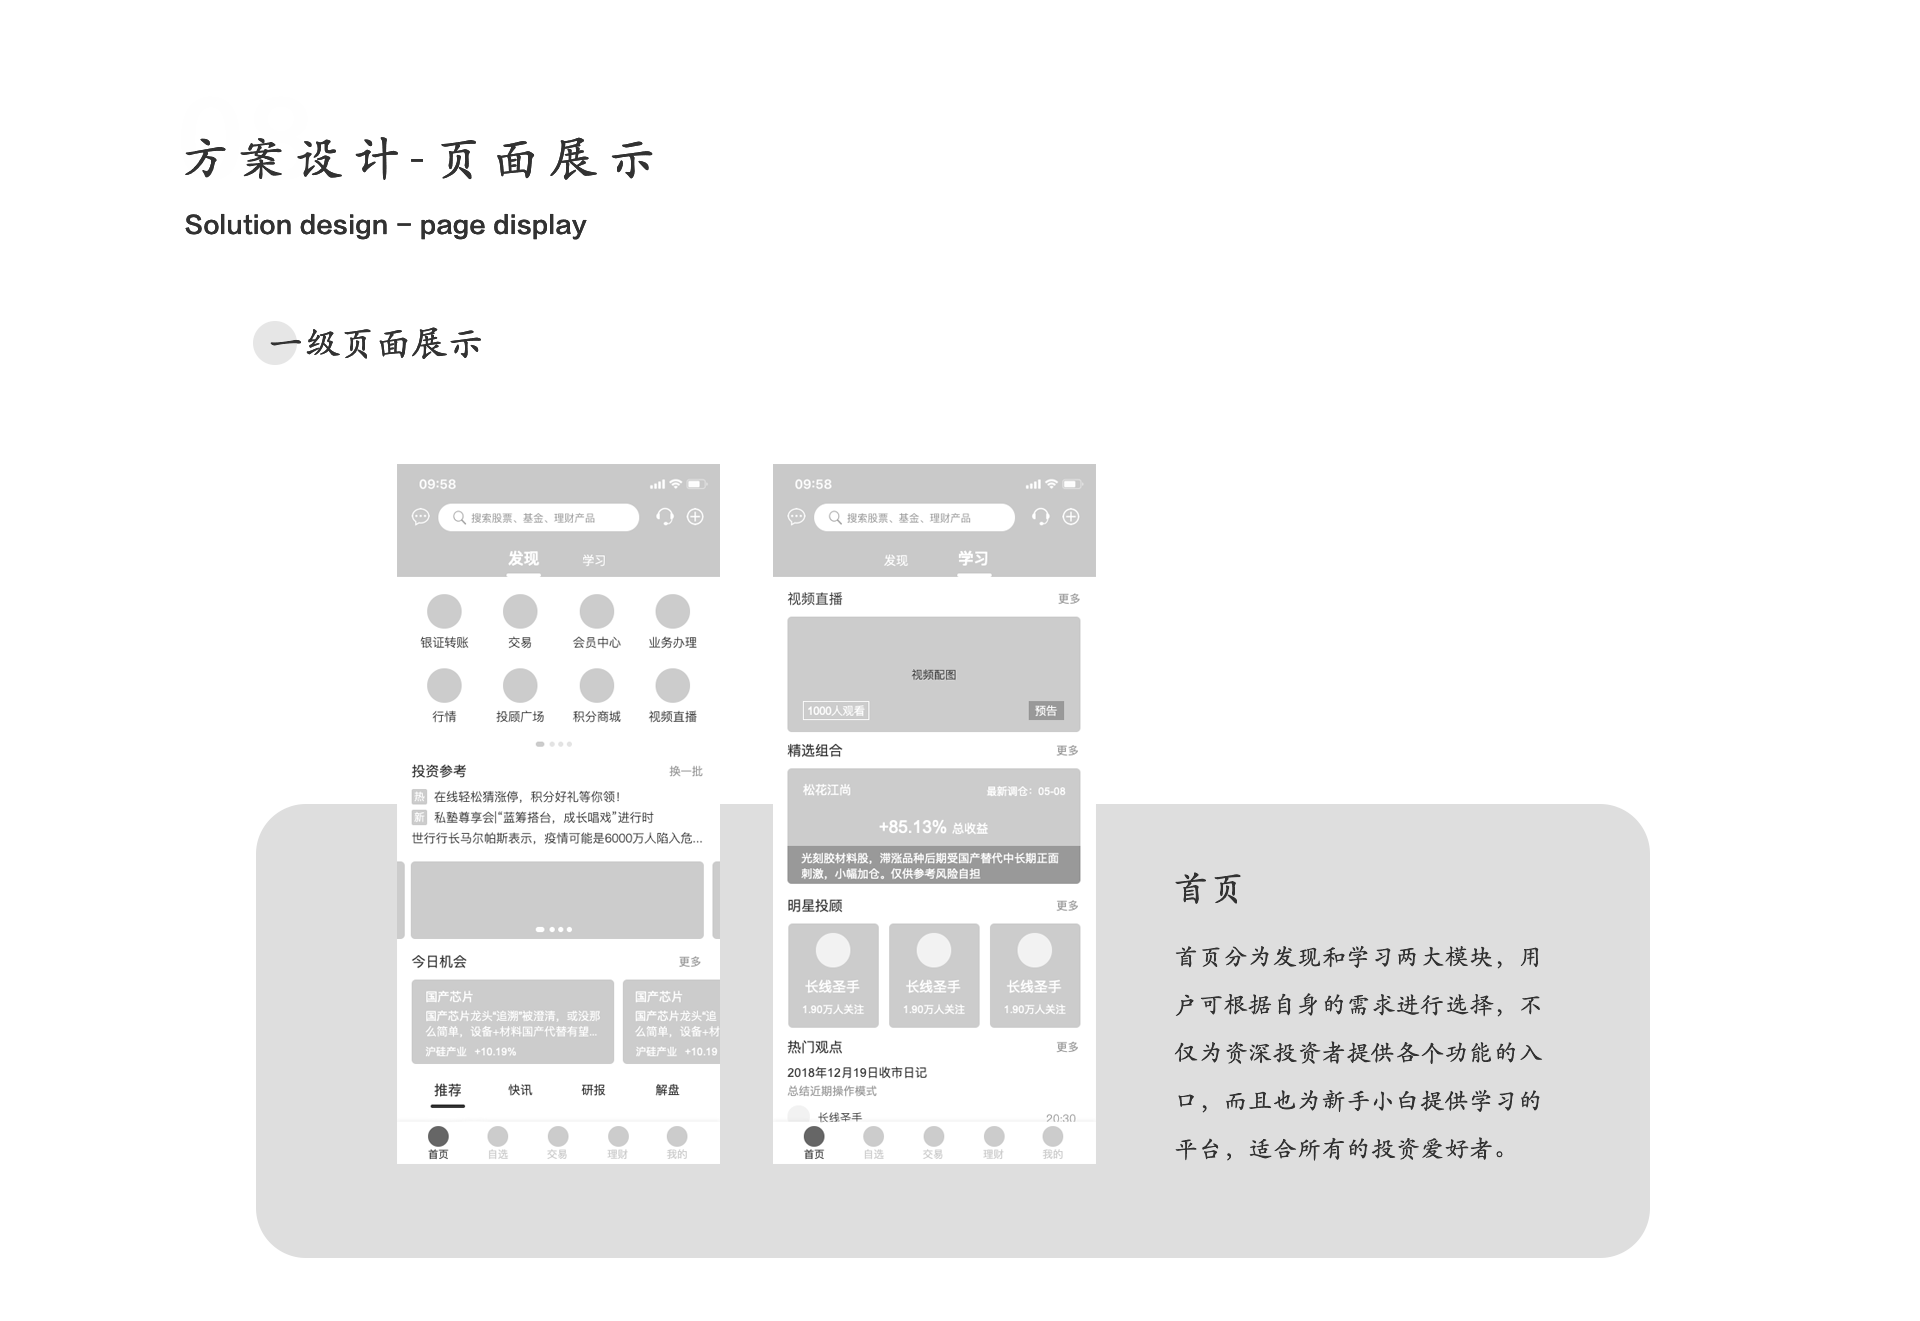 方案设计-页面展示
Solution design - page display
一级页面展示
09:58
搜索股票、基金、理财产品
发现 学习
银证转账 交易 会员中心 业务办理
行情 投顾广场 积分商城 视频直播
投资参考 换一批
热 在线轻松猜涨停，积分好礼等你领！
新 私塾尊享会|“蓝筹搭台，成长唱戏”进行时
世行行长马尔帕斯表示，疫情可能是6000万人陷入危...
今日机会 更多
国产芯片 国产芯片
国产芯片龙头“追溯”被澄清，或没那 国产芯片龙头“追
么简单，设备+材料国产代替有望... 么简单，设备+材
沪硅产业 +10.19% 沪硅产业 +10.19
推荐 快讯 研报 解盘
首页 自选 交易 理财 我的
09:58
搜索股票、基金、理财产品
发现 学习
视频直播 更多
视频配图
1000人观看 预告
精选组合 更多
松花江尚 最新调仓：05-08
+85.13% 总收益
光刻胶材料股，滞涨品种后期受国产替代中长期正面
刺激，小幅加仓。仅供参考风险自担
明星投顾 更多
长线圣手 长线圣手 长线圣手
1.90万人关注 1.90万人关注 1.90万人关注
热门观点 更多
2018年12月19日收市日记
总结近期操作模式
长线圣手 20:30
首页 自选 交易 理财 我的
首页
首页分为发现和学习两大模块，用
户可根据自身的需求进行选择，不
仅为资深投资者提供各个功能的入
口，而且也为新手小白提供学习的
平台，适合所有的投资爱好者。